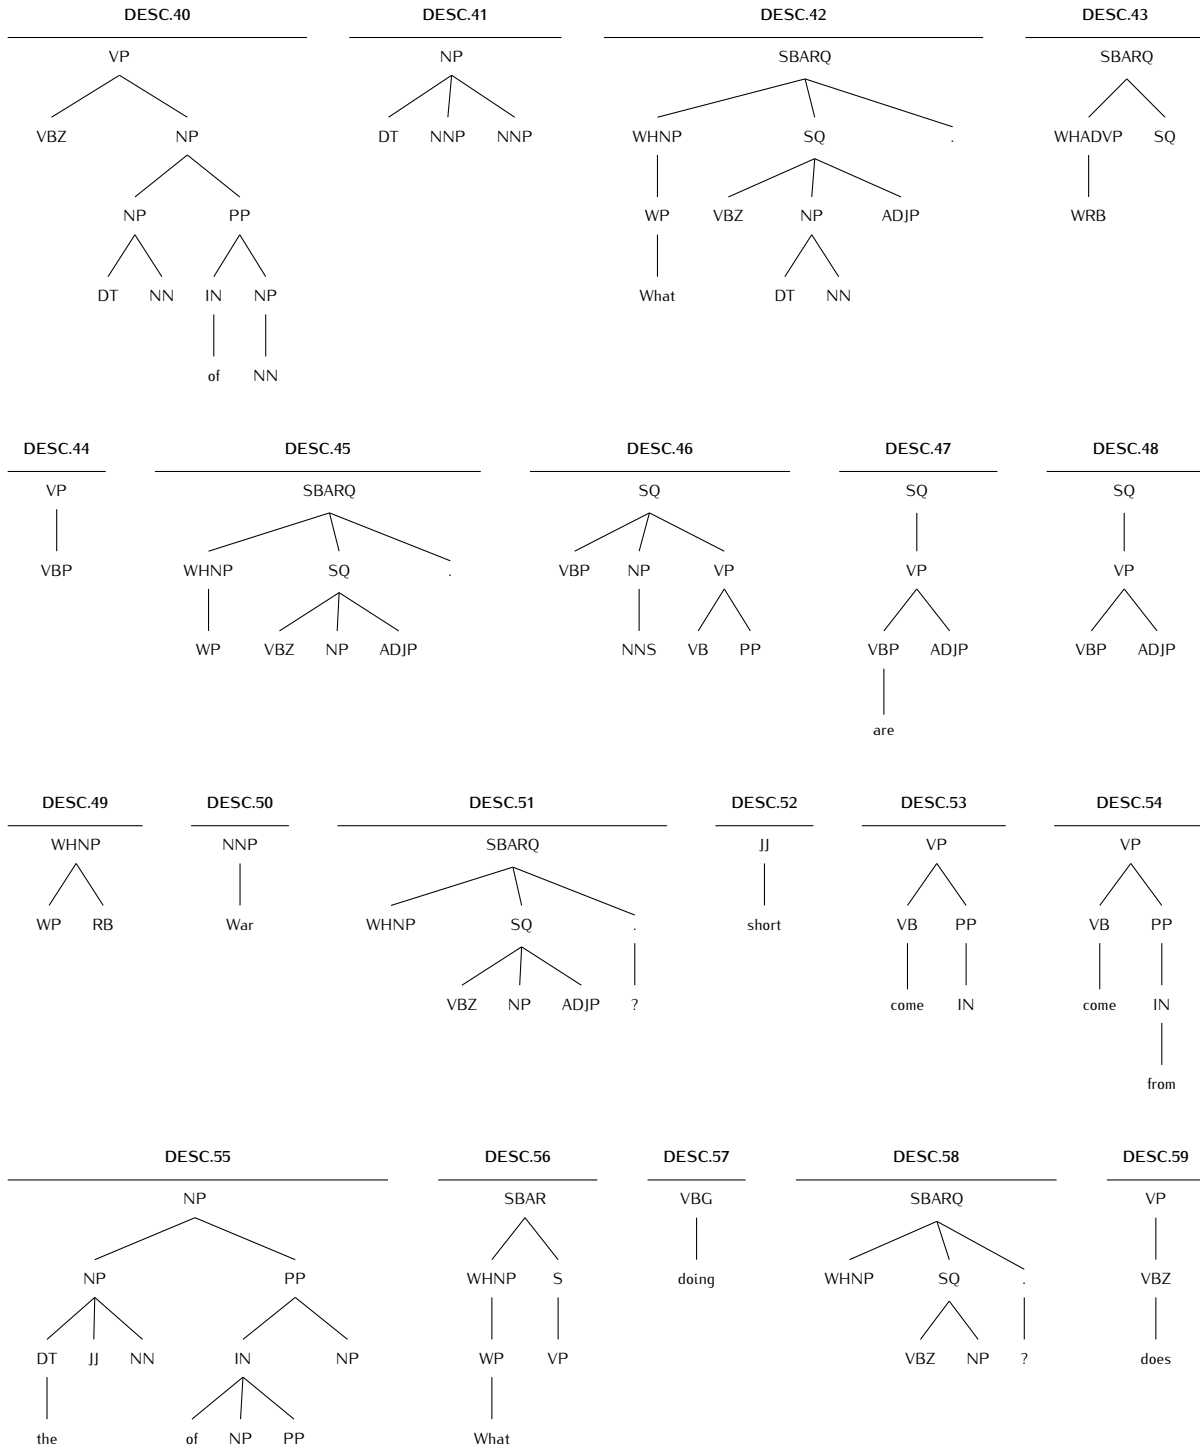 DESC.40 DESC.41 DESC.42 DESC.43
VP NP SBARQ SBARQ
VBZ NP DT NNP NNP WHNP SQ . WHADVP SQ
NP PP WP VBZ NP ADJP WRB
DT NN IN NP What DT NN
of NN
DESC.44 DESC.45 DESC.46 DESC.47 DESC.48
VP SBARQ SQ SQ SQ
VBP WHNP SQ . VBP NP VP VP VP
WP VBZ NP ADJP NNS VB PP VBP ADJP VBP ADJP
are
DESC.49 DESC.50 DESC.51 DESC.52 DESC.53 DESC.54
WHNP NNP SBARQ JJ VP VP
WP RB War WHNP SQ . short VB PP VB PP
VBZ NP ADJP ? come IN come IN
from
DESC.55 DESC.56 DESC.57 DESC.58 DESC.59
NP SBAR VBG SBARQ VP
NP PP WHNP S doing WHNP SQ . VBZ
DT JJ NN IN NP WP VP VBZ NP ? does
the of NP PP What